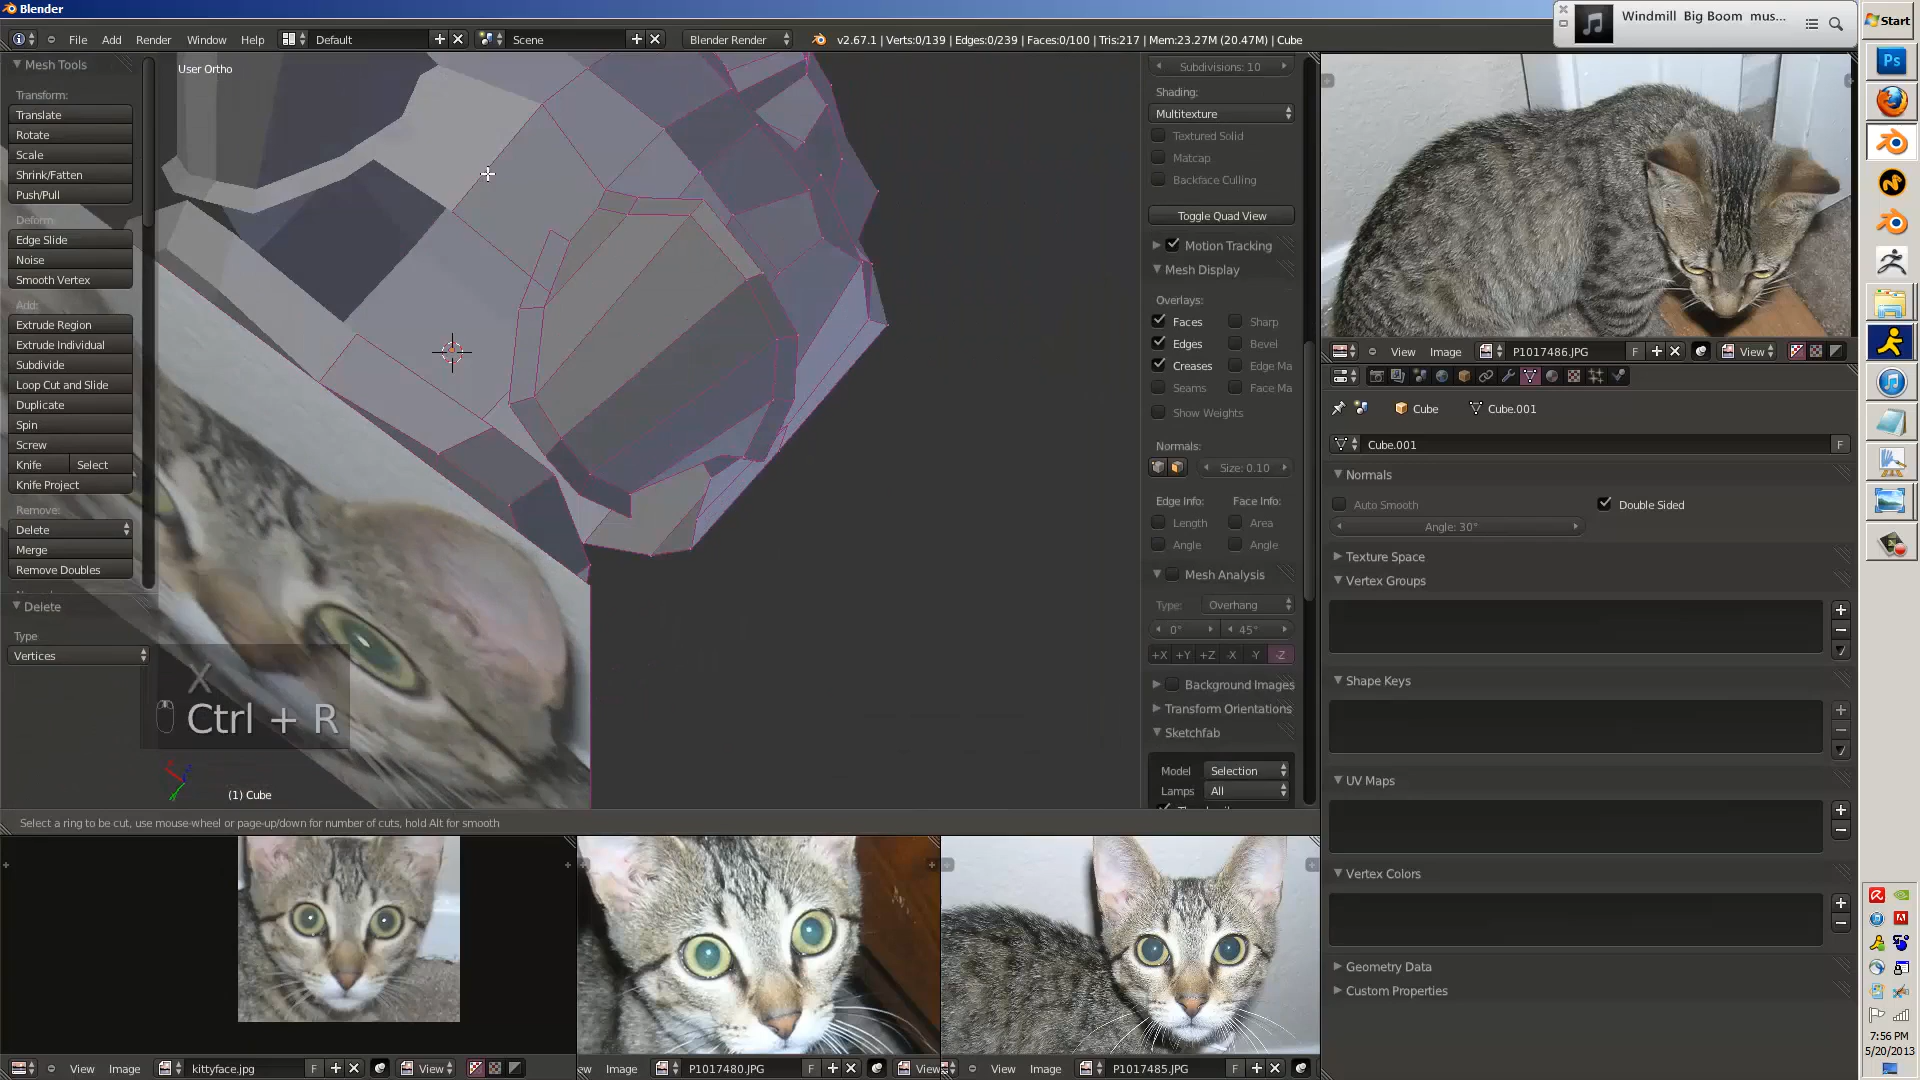 Blender
File Add Render Window Help Default Scene Blender Render v2.67.1 | Verts:0/139 | Edges:0/239 | Faces:0/100 | Tris:217 | Mem:23.27M (20.47M) | Cube
Windmill Big Boom mus...
Start
Mesh Tools
User Ortho
Transform:
Translate
Rotate
Scale
Shrink/Fatten
Push/Pull
Deform:
Edge Slide
Noise
Smooth Vertex
Add:
Extrude Region
Extrude Individual
Subdivide
Loop Cut and Slide
Duplicate
Spin
Screw
Knife Select
Knife Project
Remove:
Delete
Merge
Remove Doubles
Delete
Type
Vertices
X
Ctrl + R
(1) Cube
Select a ring to be cut, use mouse-wheel or page-up/down for number of cuts, hold Alt for smooth
Subdivisions: 10
Shading:
Multitexture
Textured Solid
Matcap
Backface Culling
Toggle Quad View
Motion Tracking
Mesh Display
Overlays:
Faces Sharp
Edges Bevel
Creases Edge Ma
Seams Face Ma
Show Weights
Normals:
Size: 0.10
Edge Info: Face Info:
Length Area
Angle Angle
Mesh Analysis
Type: Overhang
0° 45°
+X +Y +Z -X -Y -Z
Background Images
Transform Orientations
Sketchfab
Model Selection
Lamps All
Ps
View Image P1017486.JPG F View
Cube Cube.001
Cube.001 F
Normals
Auto Smooth Double Sided
Angle: 30°
Texture Space
Vertex Groups
Shape Keys
UV Maps
Vertex Colors
Geometry Data
Custom Properties
View Image kittyface.jpg F View
Image P1017480.JPG F View
View Image P1017485.JPG F
7:56 PM
5/20/2013